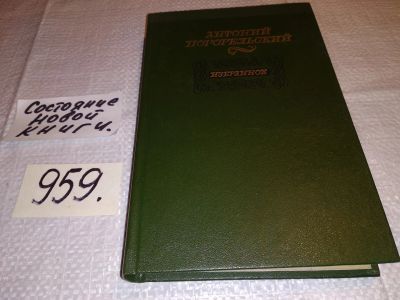 АНТОНИЙ
ПОГОРЕЛЬСКИЙ
ИЗБРАННОЕ
Состояние
новой
книги.
959.